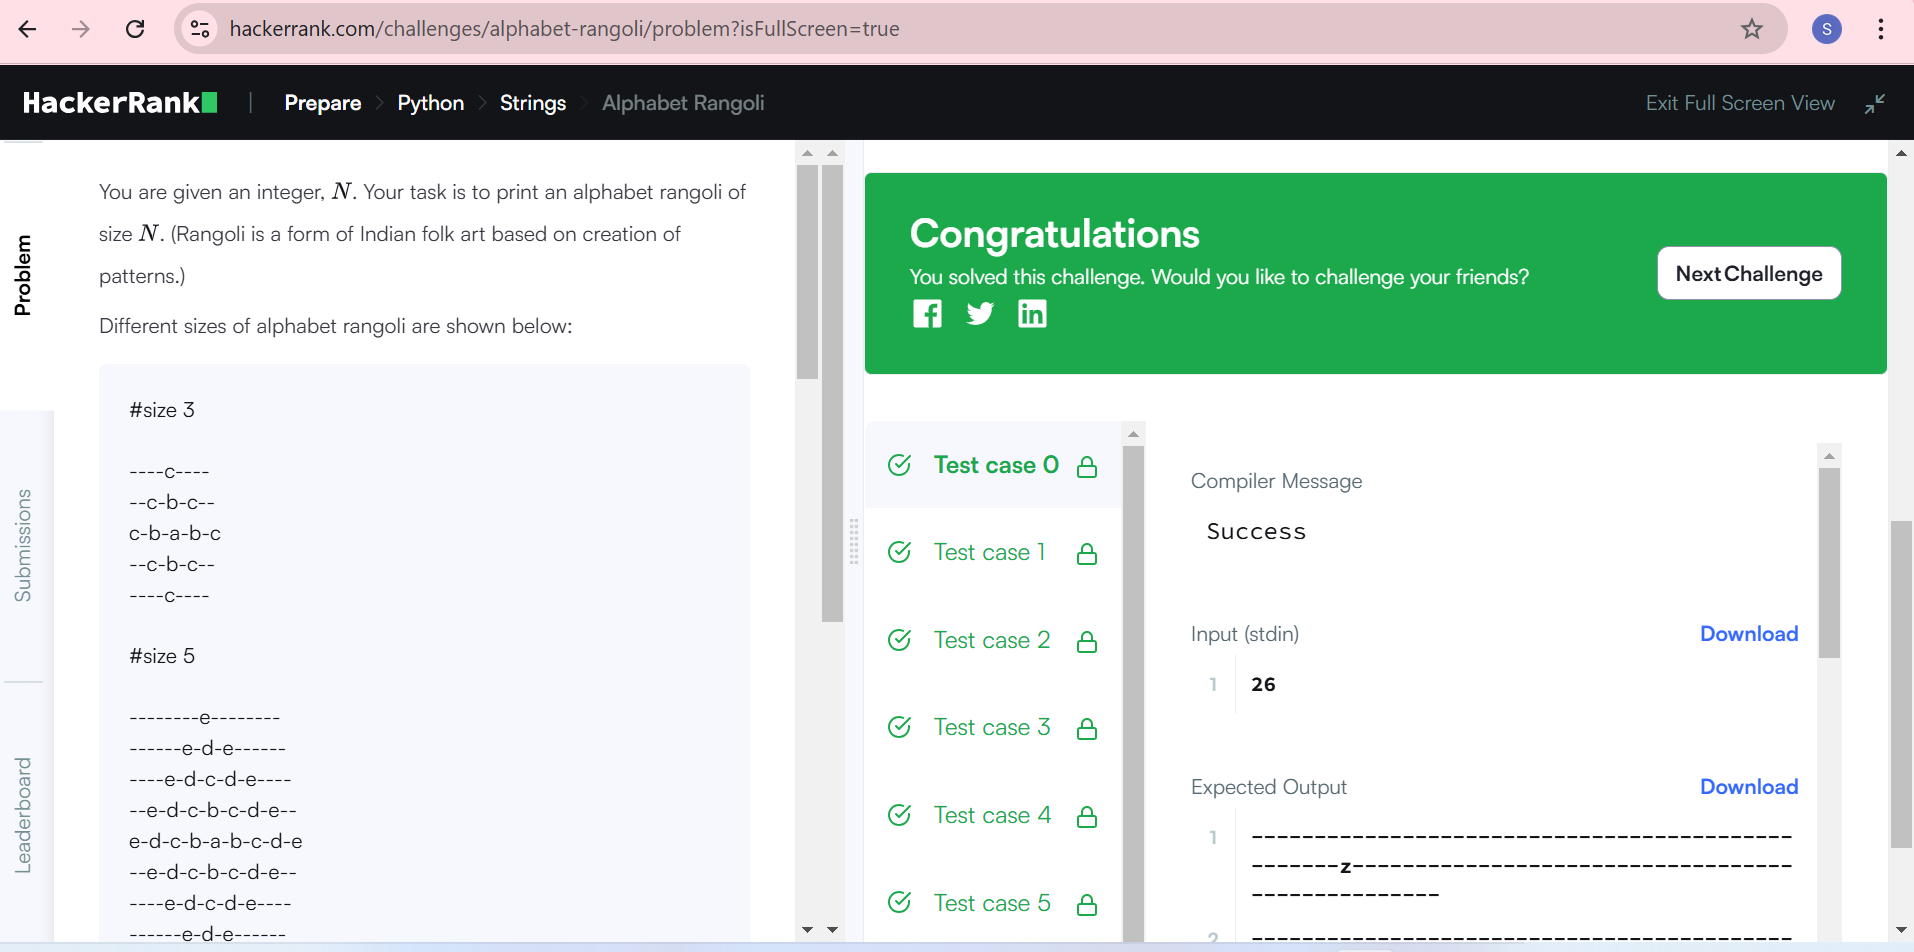 hackerrank.com/challenges/alphabet-rangoli/problem?isFullScreen=true
S
HackerRank
Prepare
Python
Strings
Alphabet Rangoli
Exit Full Screen View
Problem
Submissions
Leaderboard
You are given an integer, N. Your task is to print an alphabet rangoli of
size N. (Rangoli is a form of Indian folk art based on creation of
patterns.)
Different sizes of alphabet rangoli are shown below:
#size 3
----c----
--c-b-c--
c-b-a-b-c
--c-b-c--
----c----
#size 5
--------e--------
------e-d-e------
----e-d-c-d-e----
--e-d-c-b-c-d-e--
e-d-c-b-a-b-c-d-e
--e-d-c-b-c-d-e--
----e-d-c-d-e----
------e-d-e------
Congratulations
You solved this challenge. Would you like to challenge your friends?
Next Challenge
Test case 0
Test case 1
Test case 2
Test case 3
Test case 4
Test case 5
Compiler Message
Success
Input (stdin)
Download
1
26
Expected Output
Download
1
-------------------------------------------
-------z-----------------------------------
---------------
2
-------------------------------------------